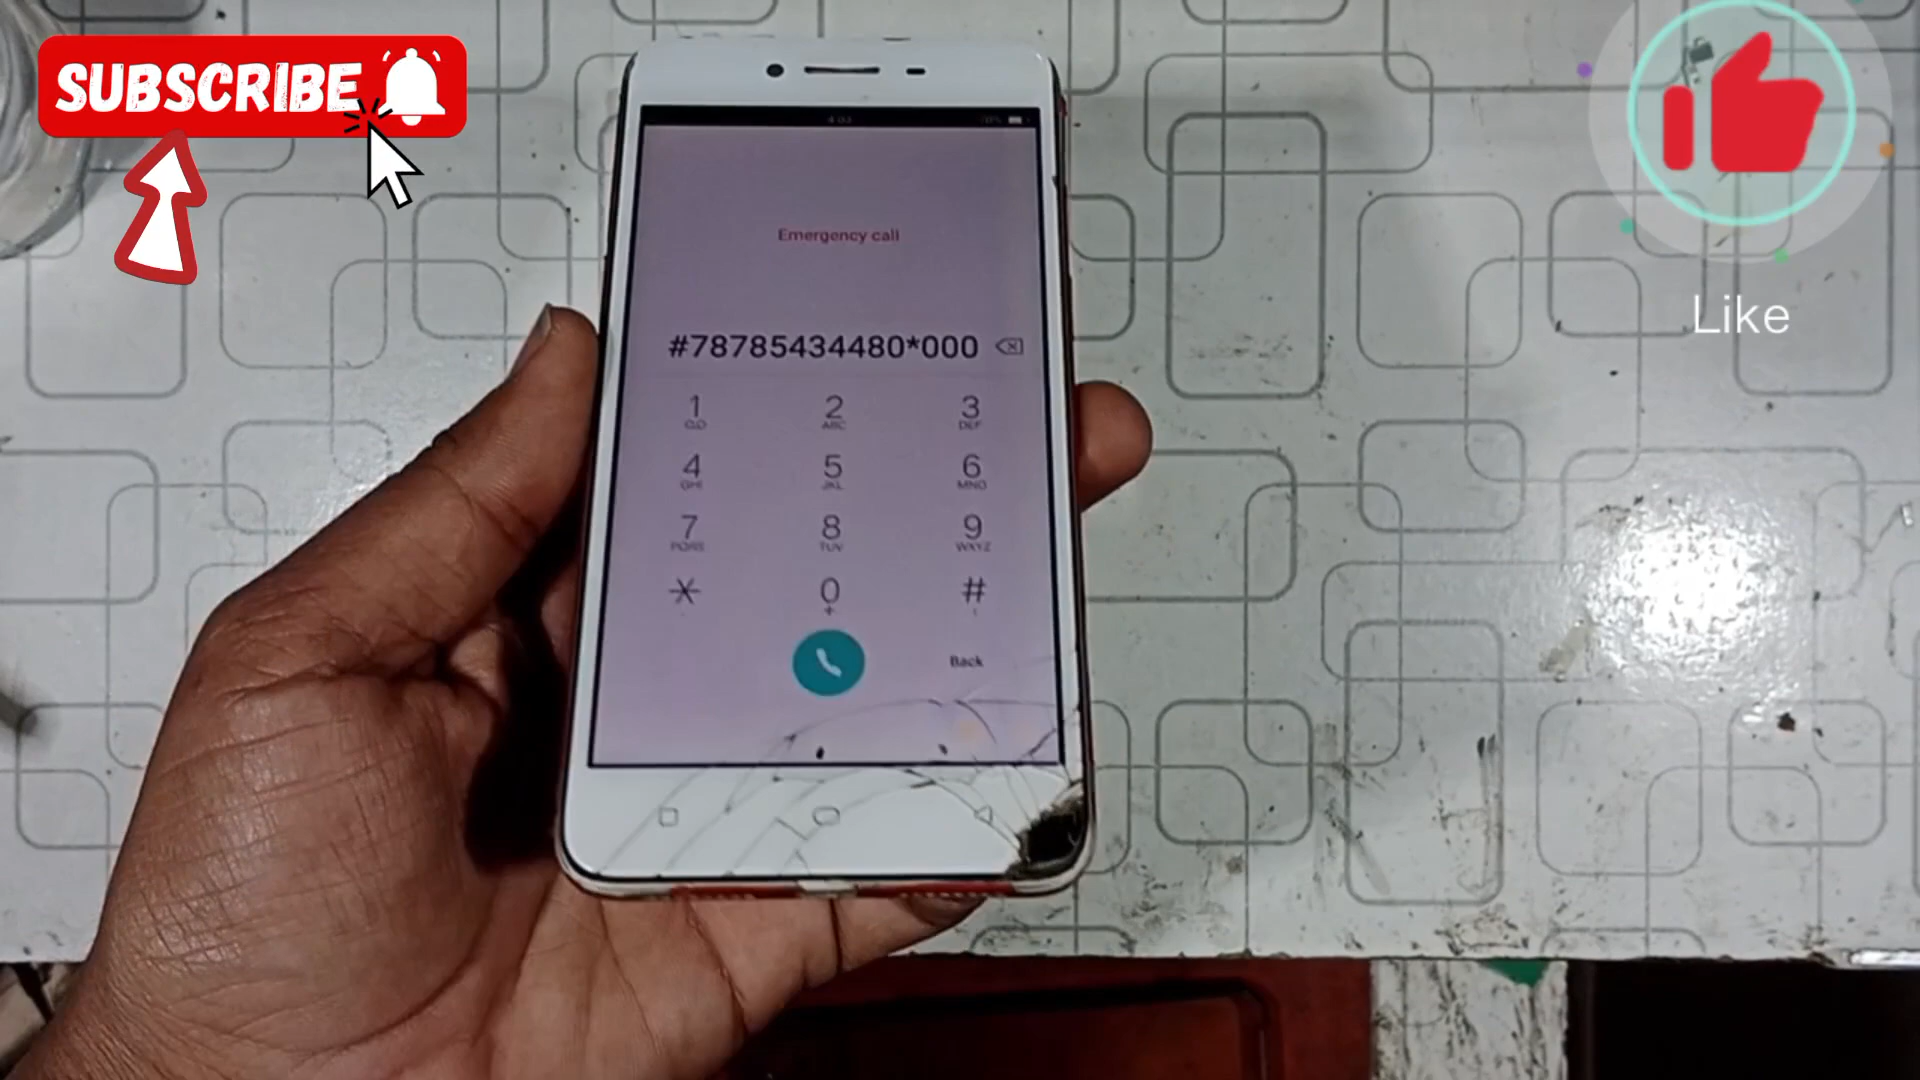 SUBSCRIBE
Like
Emergency call
#78785434480*000
1 2 3
ABC DEF
4 5 6
GHI JKL MNO
7 8 9
PQRS TUV WXYZ
* 0 #
+
Back